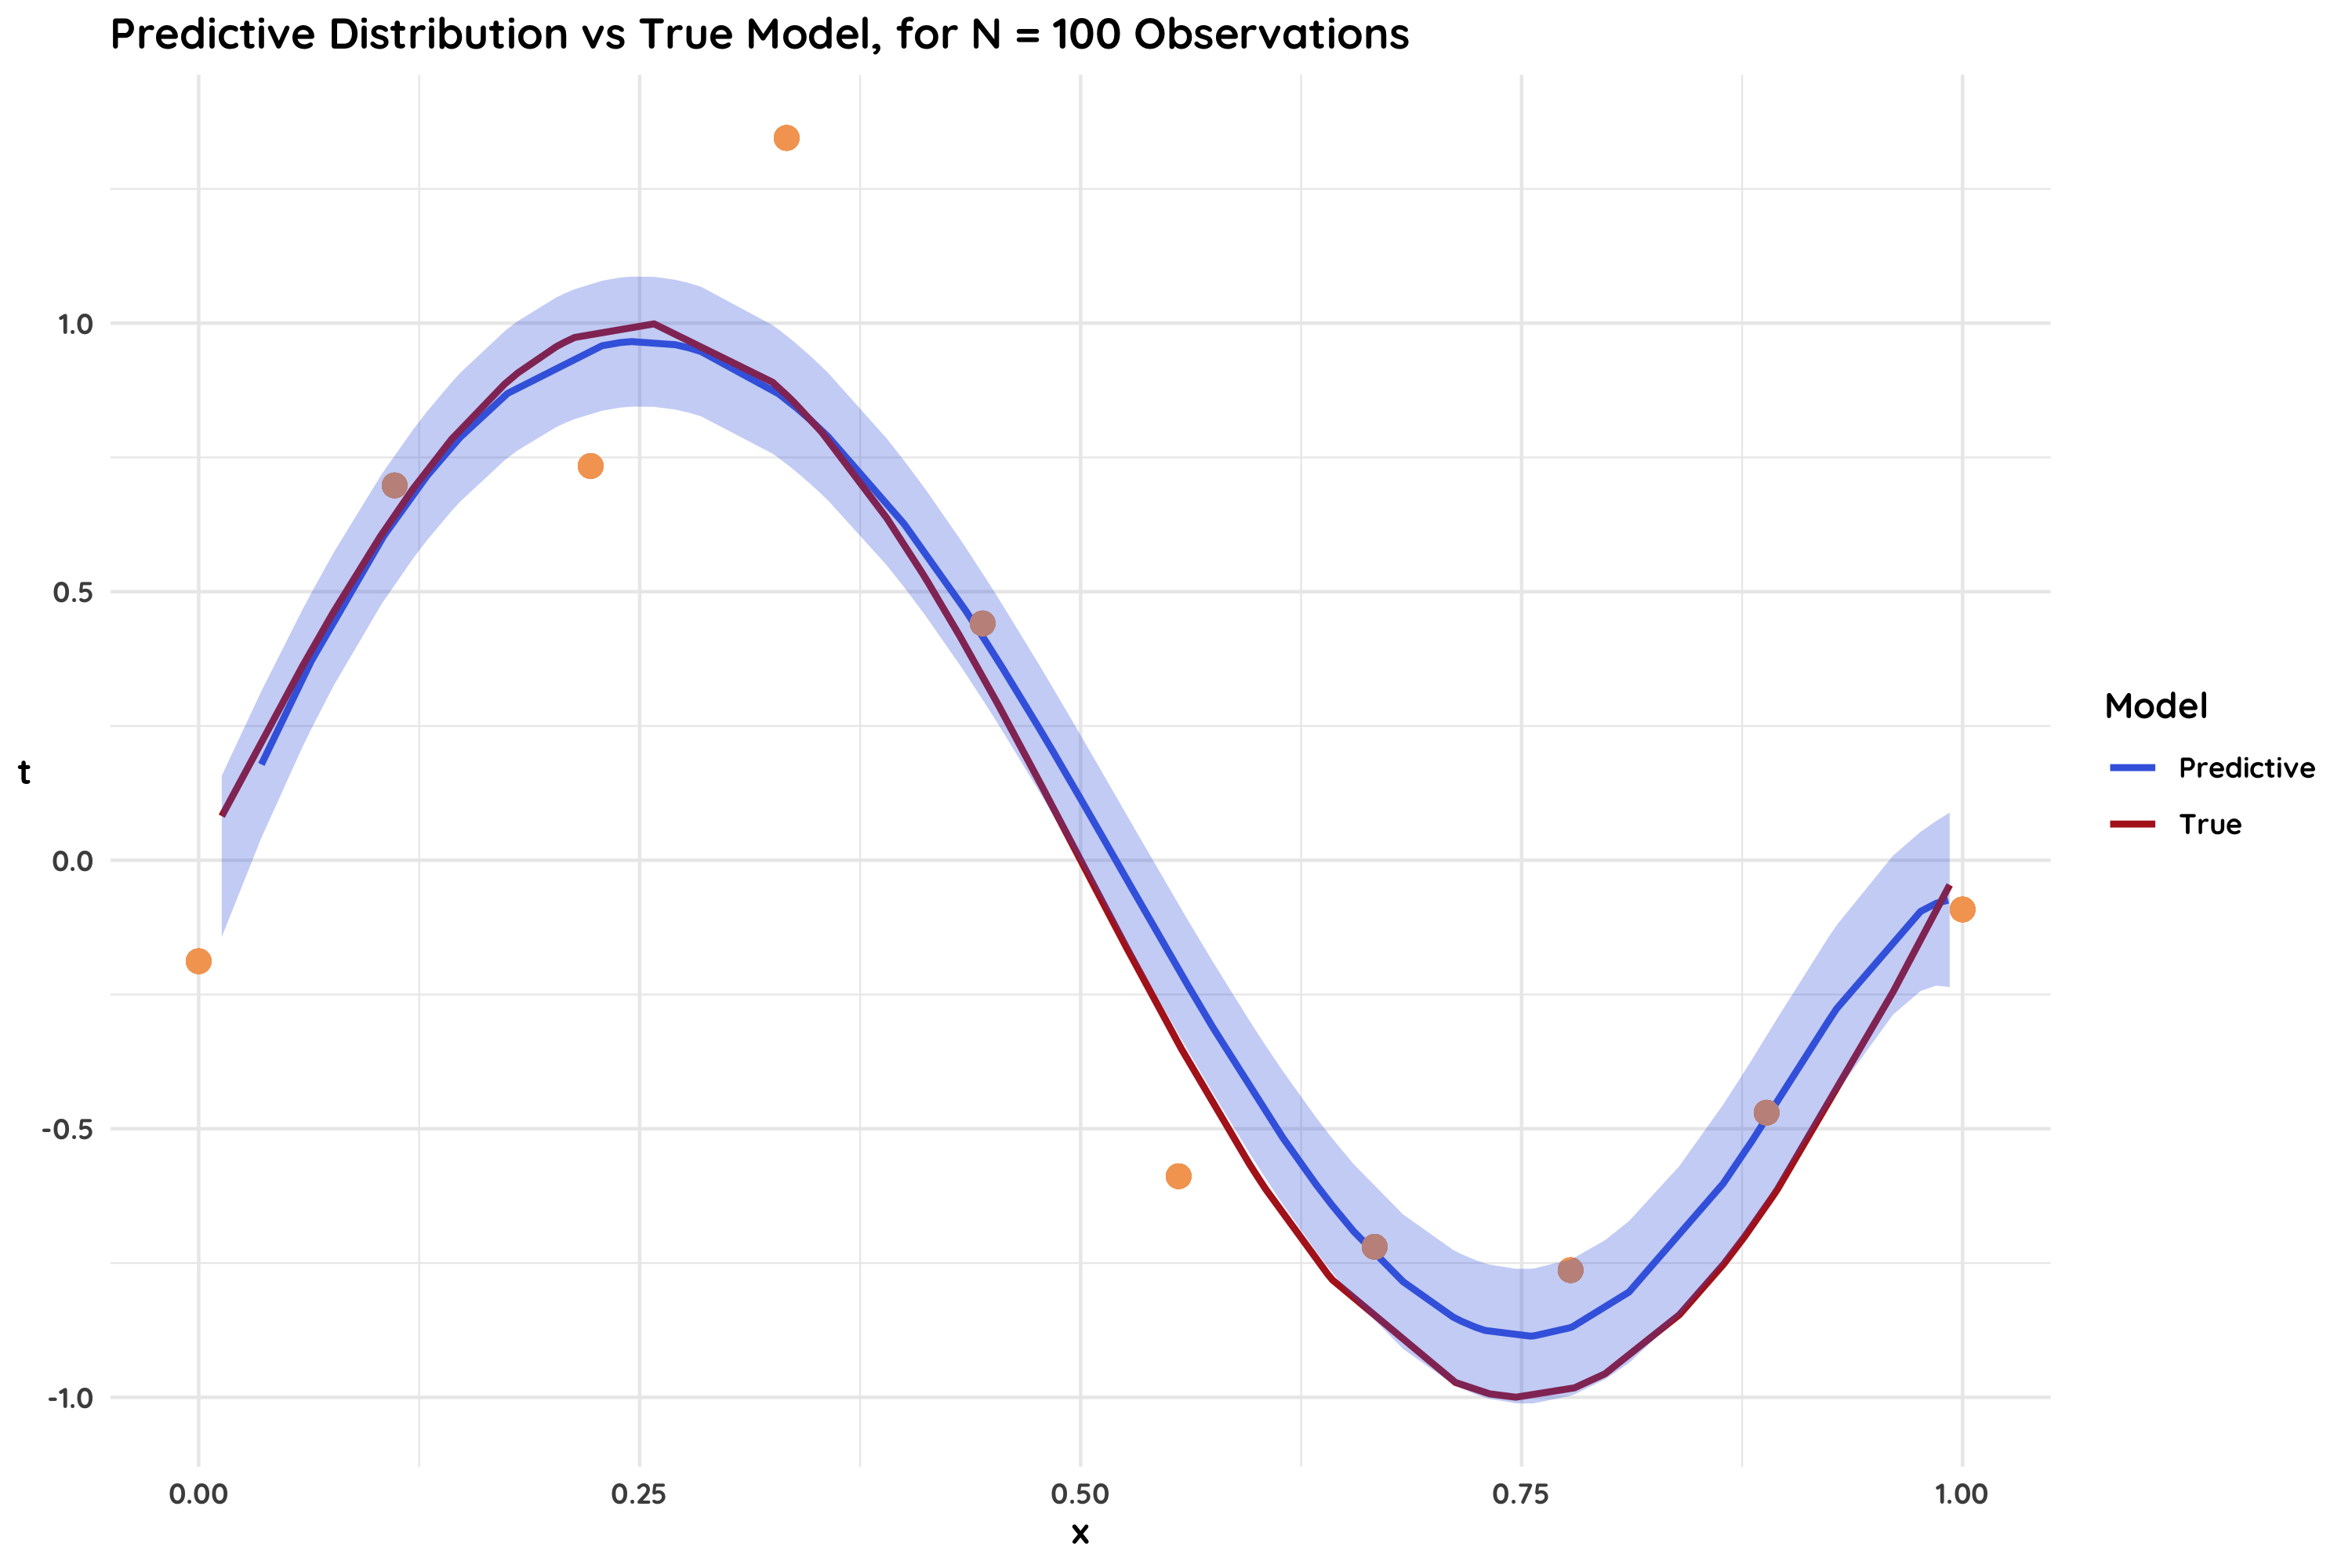 Predictive Distribution vs True Model, for N = 100 Observations
1.0
0.5
0.0
-0.5
-1.0
t
0.00 0.25 0.50 0.75 1.00
x
Model
Predictive
True